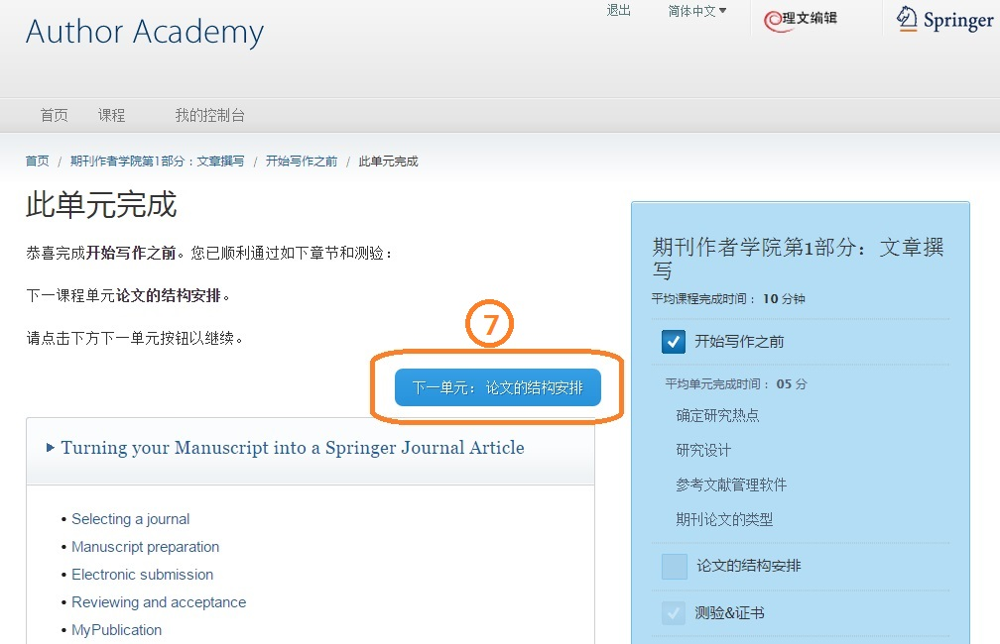 Author Academy
退出
简体中文
理文编辑
Springer
首页
课程
我的控制台
首页 / 期刊作者学院第1部分：文章撰写 / 开始写作之前 / 此单元完成
此单元完成
恭喜完成开始写作之前。您已顺利通过如下章节和测验：
下一课程单元论文的结构安排。
请点击下方下一单元按钮以继续。
7
下一单元： 论文的结构安排
Turning your Manuscript into a Springer Journal Article
• Selecting a journal
• Manuscript preparation
• Electronic submission
• Reviewing and acceptance
• MyPublication
期刊作者学院第1部分：文章撰
写
平均课程完成时间： 10 分钟
开始写作之前
平均单元完成时间： 05 分
确定研究热点
研究设计
参考文献管理软件
期刊论文的类型
论文的结构安排
测验&证书